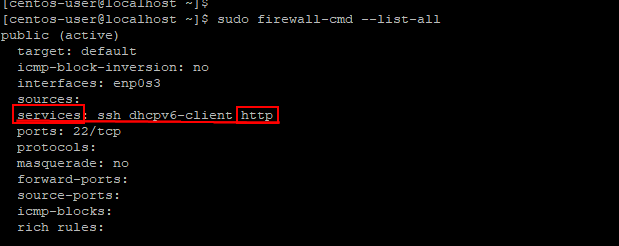 [centos-user@localhost ~]$
[centos-user@localhost ~]$ sudo firewall-cmd --list-all
public (active)
target: default
icmp-block-inversion: no
interfaces: enp0s3
sources:
services: ssh dhcpv6-client http
ports: 22/tcp
protocols:
masquerade: no
forward-ports:
source-ports:
icmp-blocks:
rich rules: